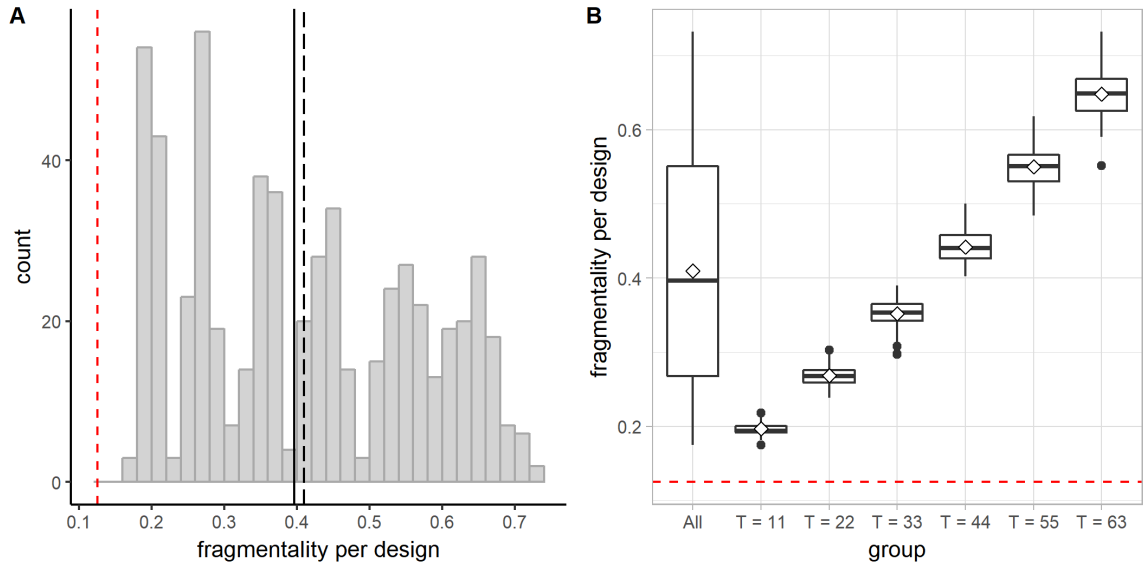 A
count
40
20
0
0.1 0.2 0.3 0.4 0.5 0.6 0.7
fragmentality per design
B
fragmentality per design
0.6
0.4
0.2
All T = 11 T = 22 T = 33 T = 44 T = 55 T = 63
group